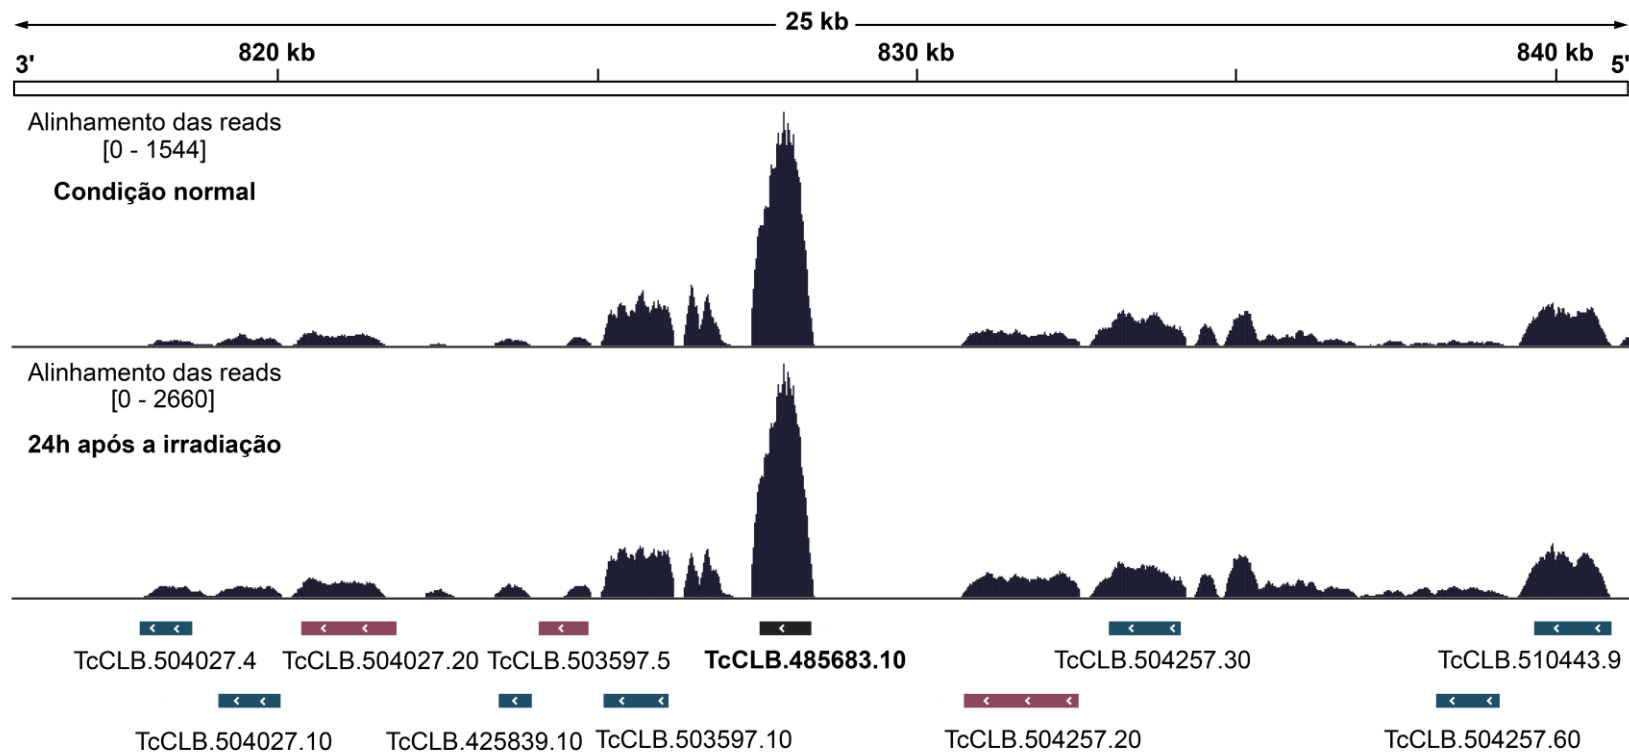 25 kb
820 kb 830 kb 840 kb
3' 5'
Alinhamento das reads
[0 - 1544]
Condição normal
Alinhamento das reads
[0 - 2660]
24h após a irradiação
TcCLB.504027.4 TcCLB.504027.20 TcCLB.503597.5 TcCLB.485683.10 TcCLB.504257.30 TcCLB.510443.9
TcCLB.504027.10 TcCLB.425839.10 TcCLB.503597.10 TcCLB.504257.20 TcCLB.504257.60